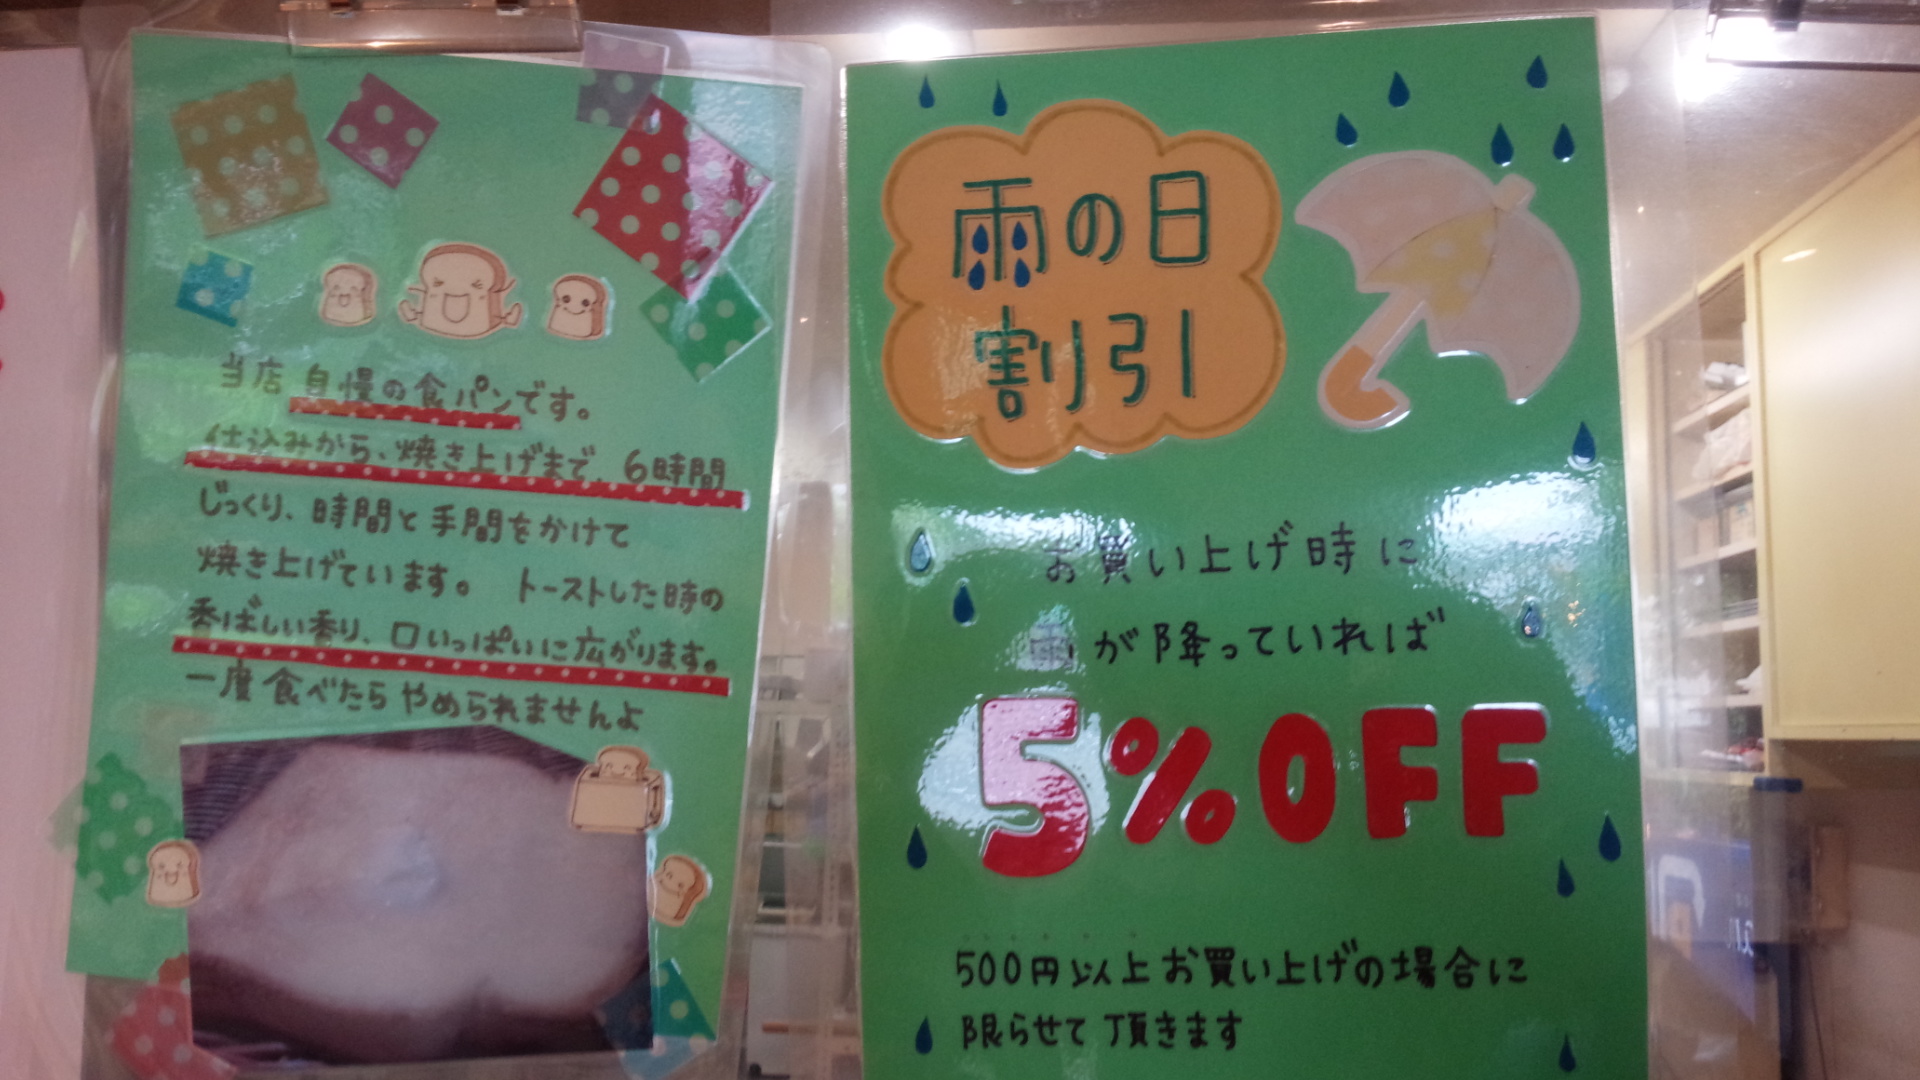 当店自慢の食パンです。
仕込みから、焼き上げまで、6時間
じっくり、時間と手間をかけて
焼き上げています。 トーストした時の
香ばしい香り、口いっぱいに広がります。
一度食べたらやめられませんよ
雨の日
割引
お買い上げ時に
雨が降っていれば
5%OFF
500円以上お買い上げの場合に
限らせて頂きます